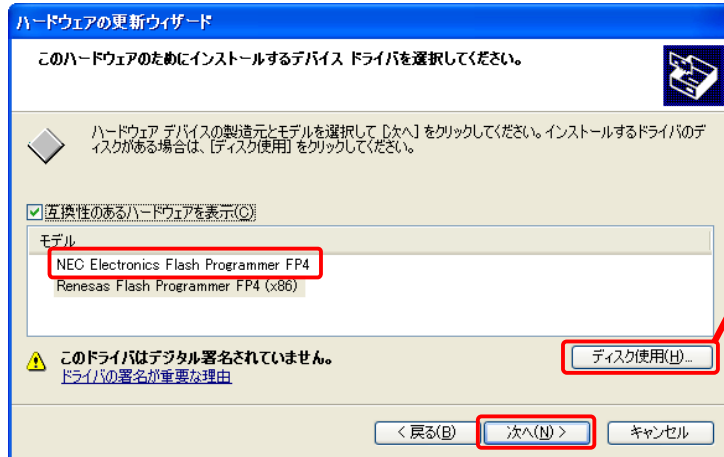 ハードウェアの更新ウィザード
このハードウェアのためにインストールするデバイス ドライバを選択してください。
ハードウェア デバイスの製造元とモデルを選択して [次へ] をクリックしてください。インストールするドライバのデ
ィスクがある場合は、[ディスク使用] をクリックしてください。
互換性のあるハードウェアを表示(C)
モデル
NEC Electronics Flash Programmer FP4
Renesas Flash Programmer FP4 (x86)
このドライバはデジタル署名されていません。
ドライバの署名が重要な理由
ディスク使用(H)...
< 戻る(B)
次へ(N) >
キャンセル